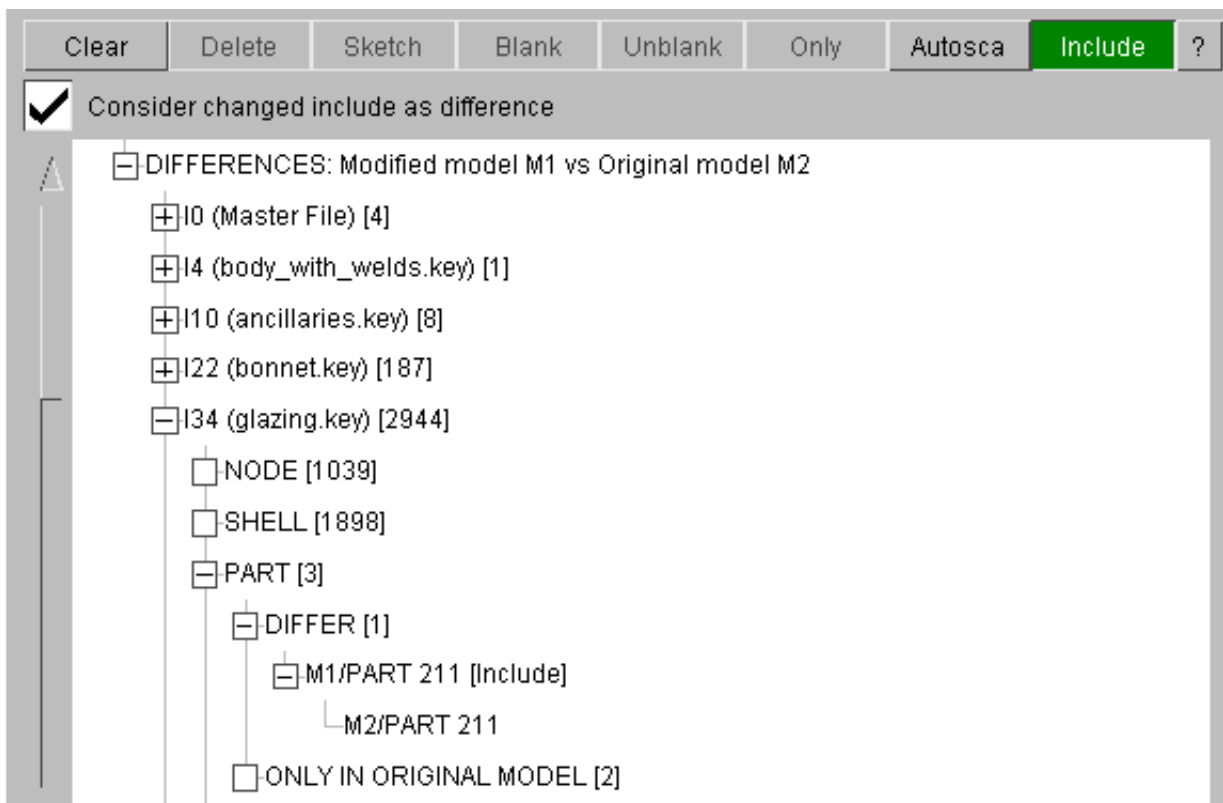 Clear Delete Sketch Blank Unblank Only Autosca Include ?
Consider changed include as difference
DIFFERENCES: Modified model M1 vs Original model M2
I0 (Master File) [4]
I4 (body_with_welds.key) [1]
I10 (ancillaries.key) [8]
I22 (bonnet.key) [187]
I34 (glazing.key) [2944]
NODE [1039]
SHELL [1898]
PART [3]
DIFFER [1]
M1/PART 211 [Include]
M2/PART 211
ONLY IN ORIGINAL MODEL [2]